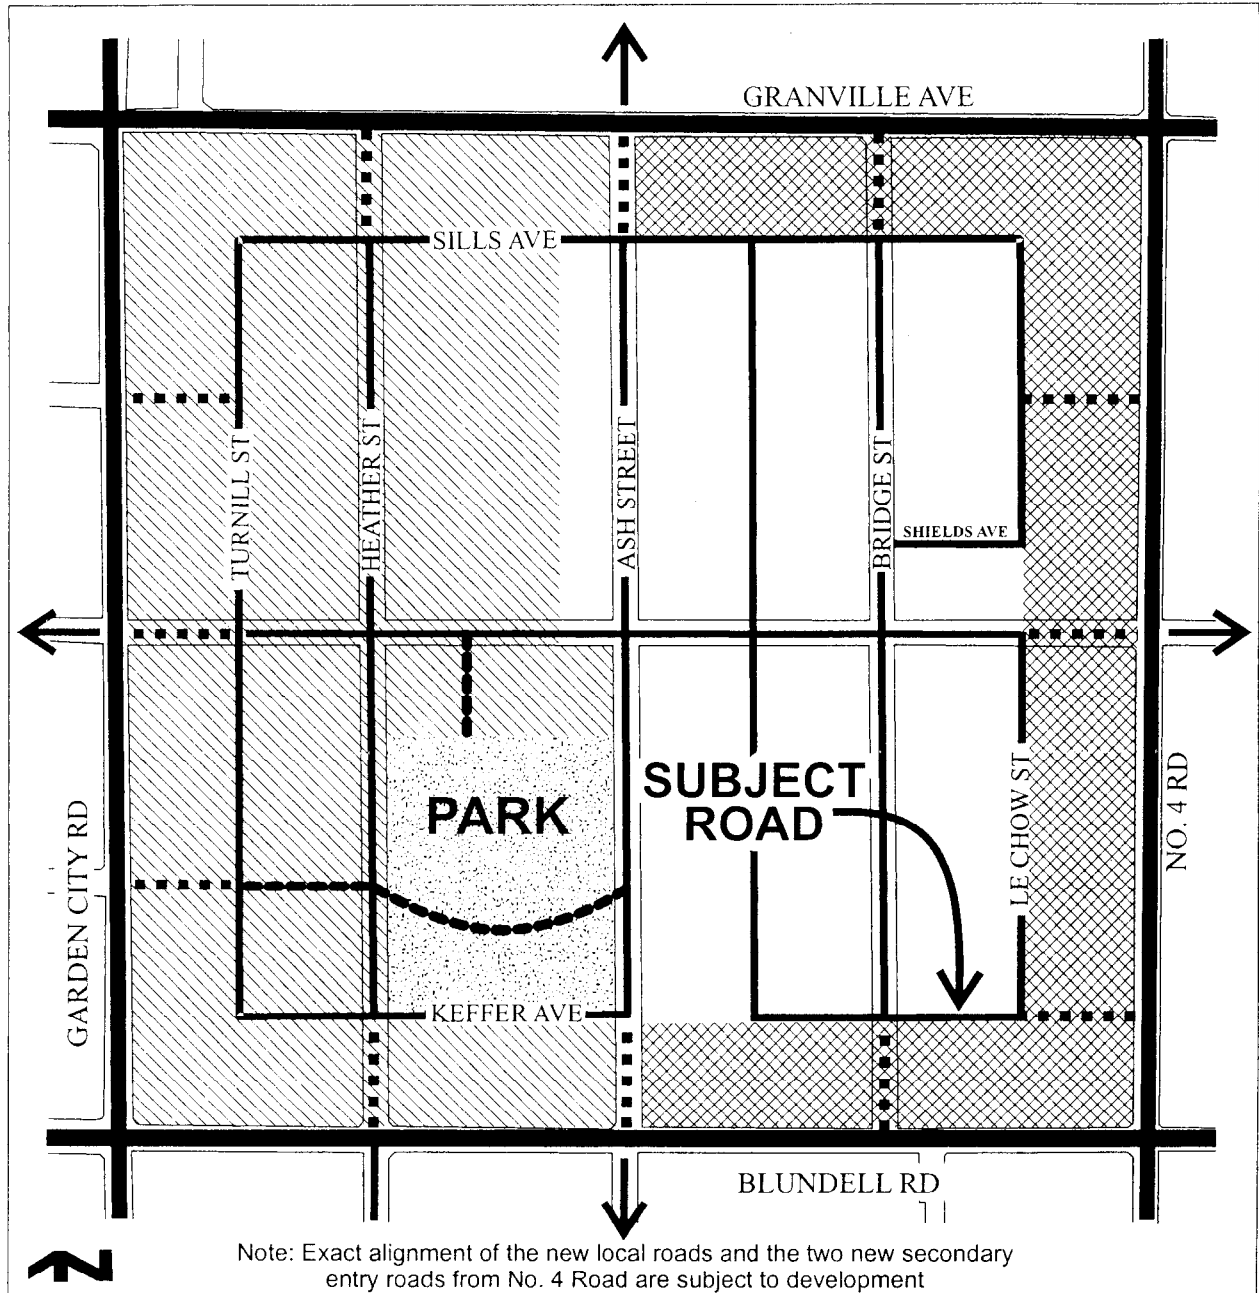 GRANVILLE AVE
SILLS AVE
TURNILL ST
HEATHER ST
ASH STREET
BRIDGE ST
SHIELDS AVE
PARK
SUBJECT
ROAD
LE CHOW ST
NO. 4 RD
GARDEN CITY RD
KEFFER AVE
BLUNDELL RD
N
Note: Exact alignment of the new local roads and the two new secondary
entry roads from No. 4 Road are subject to development